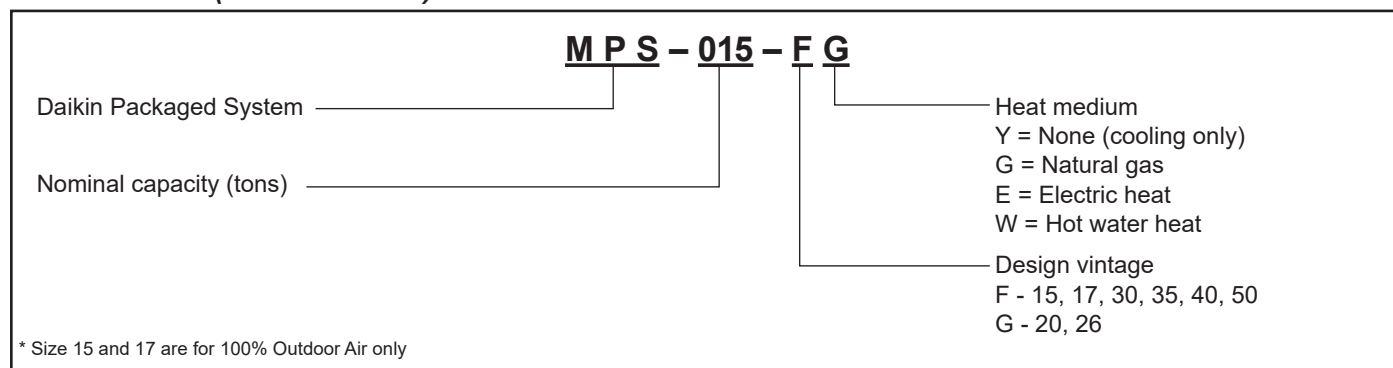 M P S – 015 – F G
Daikin Packaged System
Nominal capacity (tons)
Heat medium
Y = None (cooling only)
G = Natural gas
E = Electric heat
W = Hot water heat
Design vintage
F - 15, 17, 30, 35, 40, 50
G - 20, 26
* Size 15 and 17 are for 100% Outdoor Air only